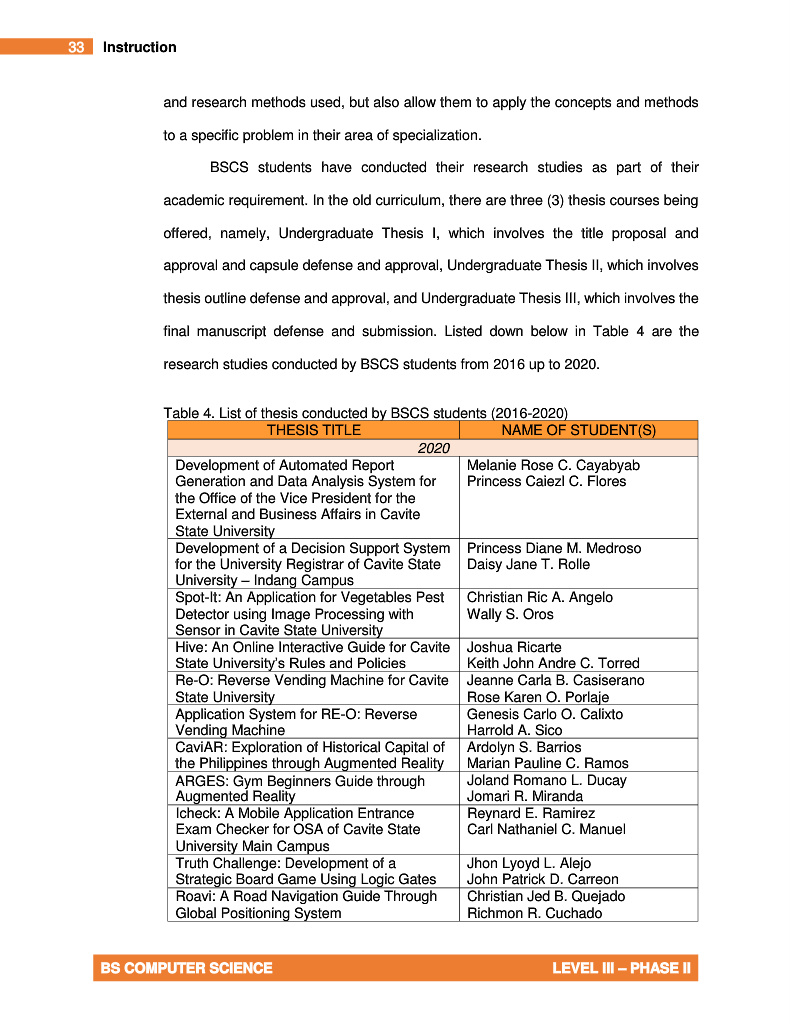 33 Instruction
and research methods used, but also allow them to apply the concepts and methods
to a specific problem in their area of specialization.
BSCS students have conducted their research studies as part of their
academic requirement. In the old curriculum, there are three (3) thesis courses being
offered, namely, Undergraduate Thesis I, which involves the title proposal and
approval and capsule defense and approval, Undergraduate Thesis II, which involves
thesis outline defense and approval, and Undergraduate Thesis III, which involves the
final manuscript defense and submission. Listed down below in Table 4 are the
research studies conducted by BSCS students from 2016 up to 2020.
Table 4. List of thesis conducted by BSCS students (2016-2020)
THESIS TITLE NAME OF STUDENT(S)
2020
Development of Automated Report Melanie Rose C. Cayabyab
Generation and Data Analysis System for Princess Caiezl C. Flores
the Office of the Vice President for the
External and Business Affairs in Cavite
State University
Development of a Decision Support System Princess Diane M. Medroso
for the University Registrar of Cavite State Daisy Jane T. Rolle
University – Indang Campus
Spot-It: An Application for Vegetables Pest Christian Ric A. Angelo
Detector using Image Processing with Wally S. Oros
Sensor in Cavite State University
Hive: An Online Interactive Guide for Cavite Joshua Ricarte
State University's Rules and Policies Keith John Andre C. Torred
Re-O: Reverse Vending Machine for Cavite Jeanne Carla B. Casiserano
State University Rose Karen O. Porlaje
Application System for RE-O: Reverse Genesis Carlo O. Calixto
Vending Machine Harrold A. Sico
CaviAR: Exploration of Historical Capital of Ardolyn S. Barrios
the Philippines through Augmented Reality Marian Pauline C. Ramos
ARGES: Gym Beginners Guide through Joland Romano L. Ducay
Augmented Reality Jomari R. Miranda
Icheck: A Mobile Application Entrance Reynard E. Ramirez
Exam Checker for OSA of Cavite State Carl Nathaniel C. Manuel
University Main Campus
Truth Challenge: Development of a Jhon Lyoyd L. Alejo
Strategic Board Game Using Logic Gates John Patrick D. Carreon
Roavi: A Road Navigation Guide Through Christian Jed B. Quejado
Global Positioning System Richmon R. Cuchado
BS COMPUTER SCIENCE LEVEL III – PHASE II